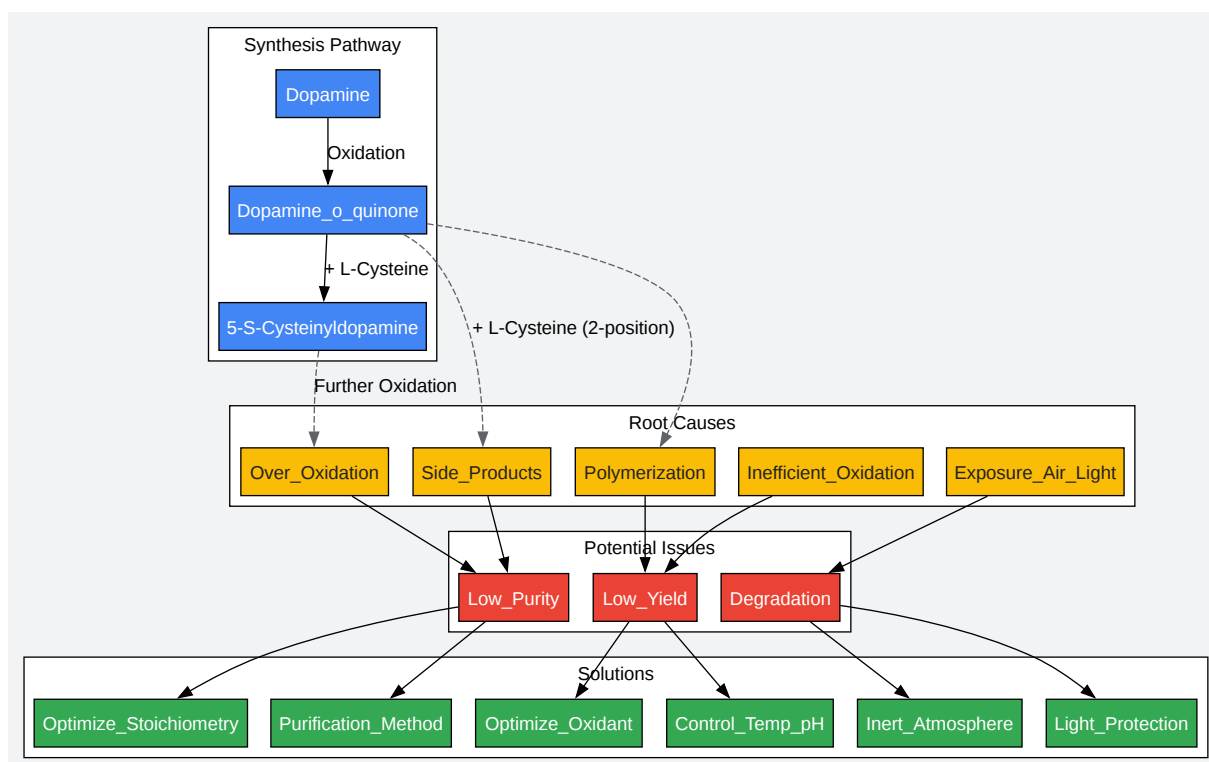 Synthesis Pathway
Dopamine
Oxidation
Dopamine_o_quinone
+ L-Cysteine
5-S-Cysteinyldopamine
+ L-Cysteine (2-position)
Further Oxidation
Root Causes
Over_Oxidation
Side_Products
Polymerization
Inefficient_Oxidation
Exposure_Air_Light
Potential Issues
Low_Purity
Low_Yield
Degradation
Solutions
Optimize_Stoichiometry
Purification_Method
Optimize_Oxidant
Control_Temp_pH
Inert_Atmosphere
Light_Protection